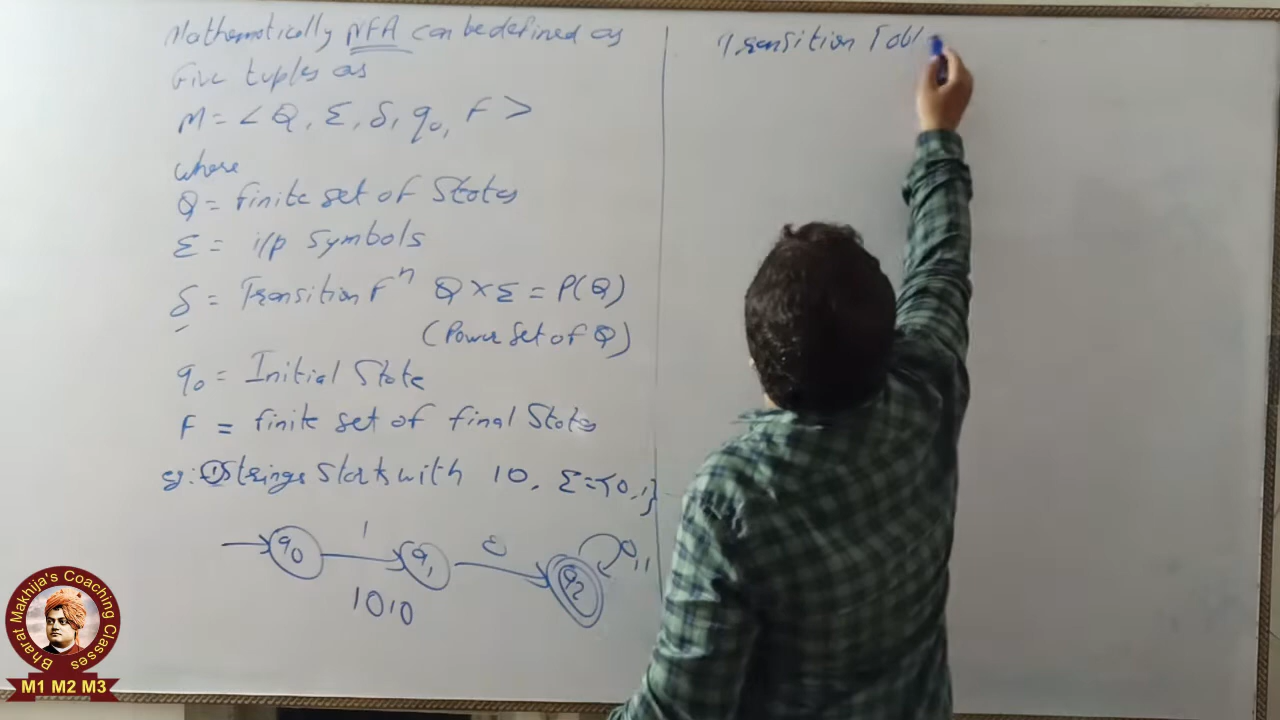 Mathematically NFA can be defined as
five tuples as
M = < Q, Σ, δ, q0, F >
where
Q = finite set of States
Σ = i/p symbols
δ = Transition Fⁿ Q × Σ = P(Q)
(Power Set of Q)
q0 = Initial State
F = finite set of final States
eg: ① Strings Starts with 10, Σ = {0,1}
q0 1 q1 ε q2 0,1
1010
Transition Tabl
Bharat Makhija's Coaching Classes
M1 M2 M3